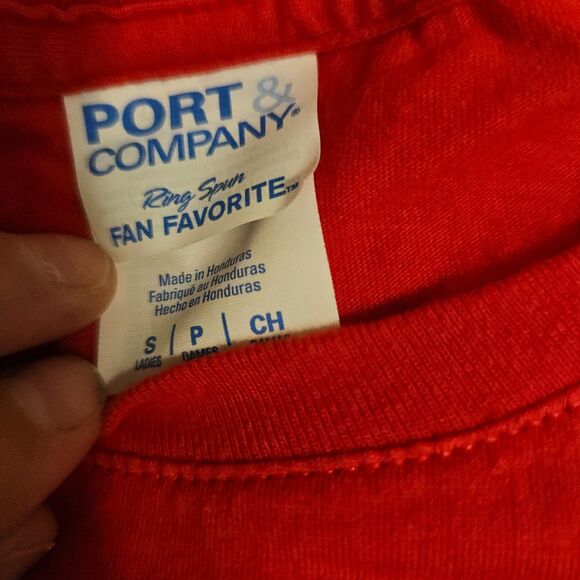 PORT &
COMPANY®
Ring Spun
FAN FAVORITE™
Made in Honduras
Fabriqué au Honduras
Hecho en Honduras
S | P | CH
LADIES DAMES